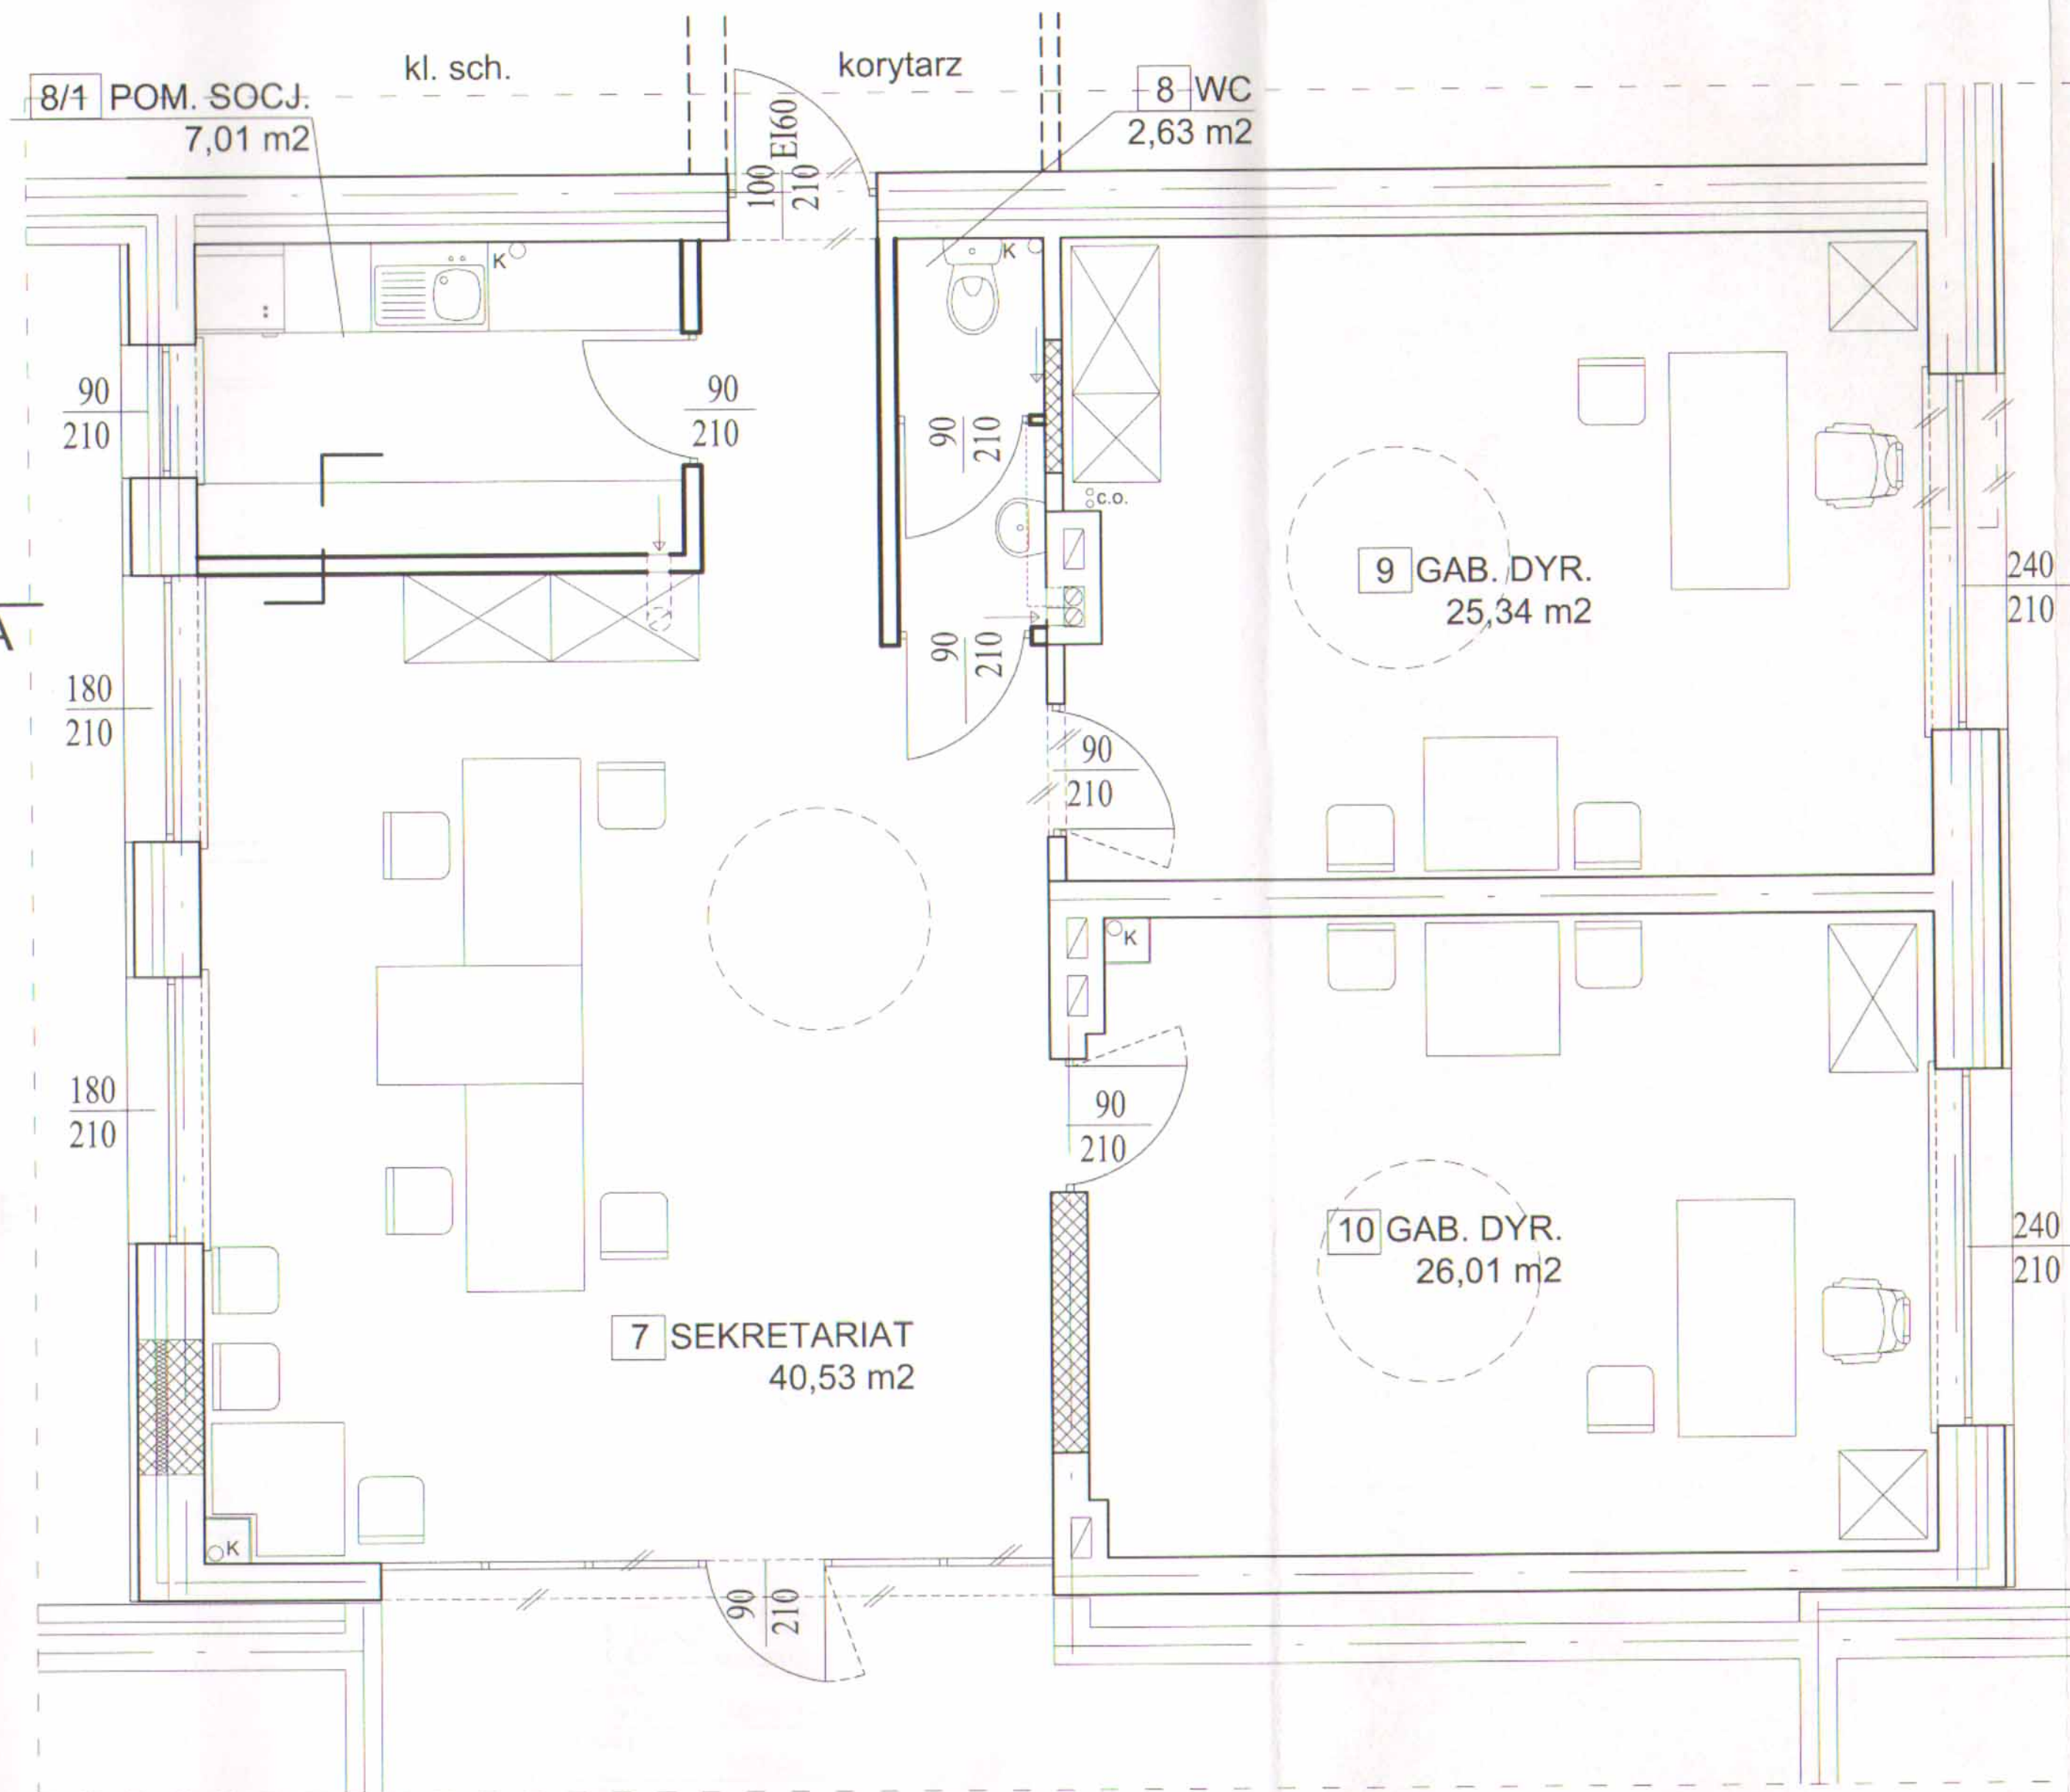 kl. sch.
korytarz
8/1 POM. SOCJ.
7,01 m2
8 WC
2,63 m2
100
210
EI60
K
K
90
210
90
210
90
210
c.o.
9 GAB. DYR.
25,34 m2
240
210
A
90
210
180
210
90
210
K
180
210
90
210
10 GAB. DYR.
26,01 m2
240
210
7 SEKRETARIAT
40,53 m2
K
90
210